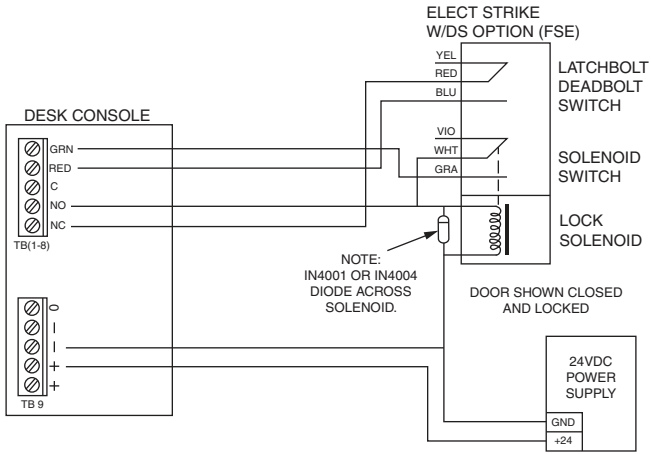 ELECT STRIKE
W/DS OPTION (FSE)
YEL
RED
BLU
LATCHBOLT
DEADBOLT
SWITCH
DESK CONSOLE
GRN
RED
C
NO
NC
TB(1-8)
VIO
WHT
GRA
SOLENOID
SWITCH
LOCK
SOLENOID
NOTE:
IN4001 OR IN4004
DIODE ACROSS
SOLENOID.
DOOR SHOWN CLOSED
AND LOCKED
0
–
–
+
+
TB 9
24VDC
POWER
SUPPLY
GND
+24